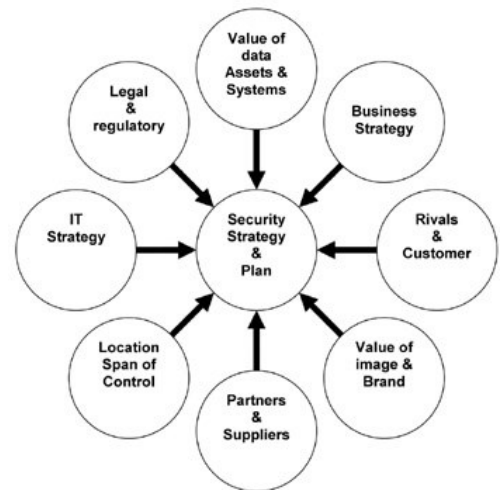 Value of
data
Assets &
Systems
Legal
&
regulatory
Business
Strategy
IT
Strategy
Security
Strategy
&
Plan
Rivals
&
Customer
Location
Span of
Control
Value of
image &
Brand
Partners
&
Suppliers